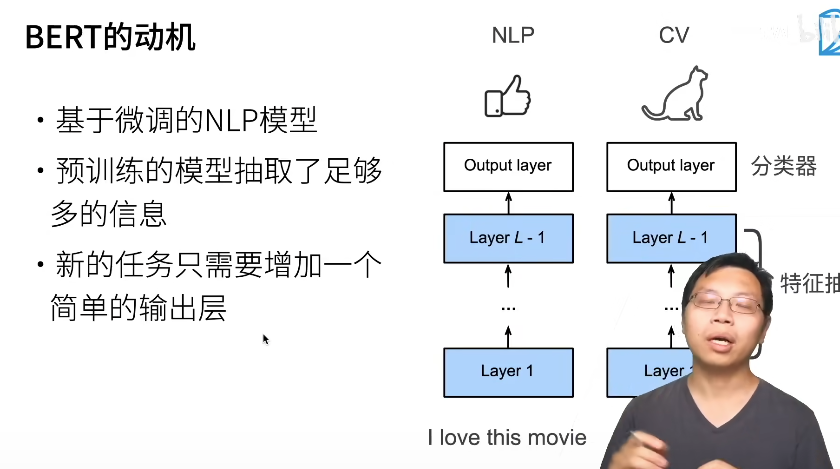 BERT的动机
• 基于微调的NLP模型
• 预训练的模型抽取了足够
多的信息
• 新的任务只需要增加一个
简单的输出层
NLP
CV
Output layer
Output layer
分类器
Layer L - 1
Layer L - 1
特征抽
...
...
Layer 1
Layer
I love this movie